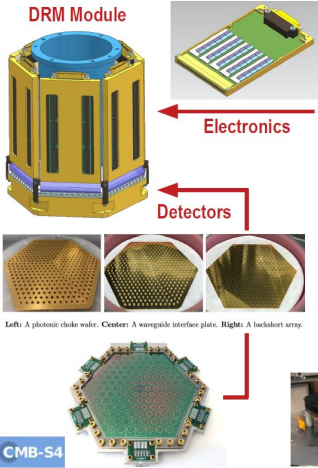 DRM Module
Electronics
Detectors
Left: A photonic choke wafer. Center: A waveguide interface plate. Right: A backshort array.
CMB-S4